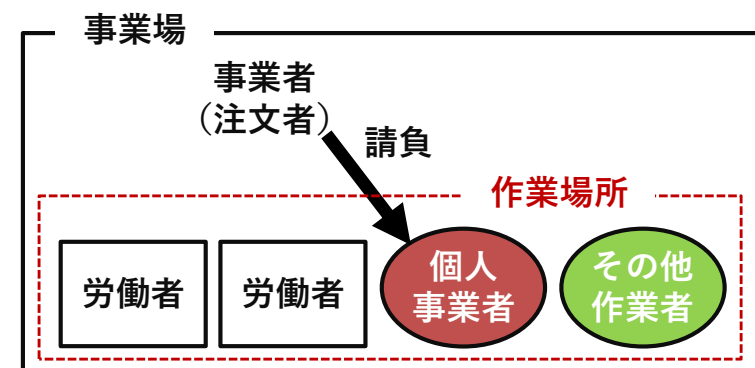 事業場
事業者
（注文者）
請負
作業場所
労働者
労働者
個人
事業者
その他
作業者